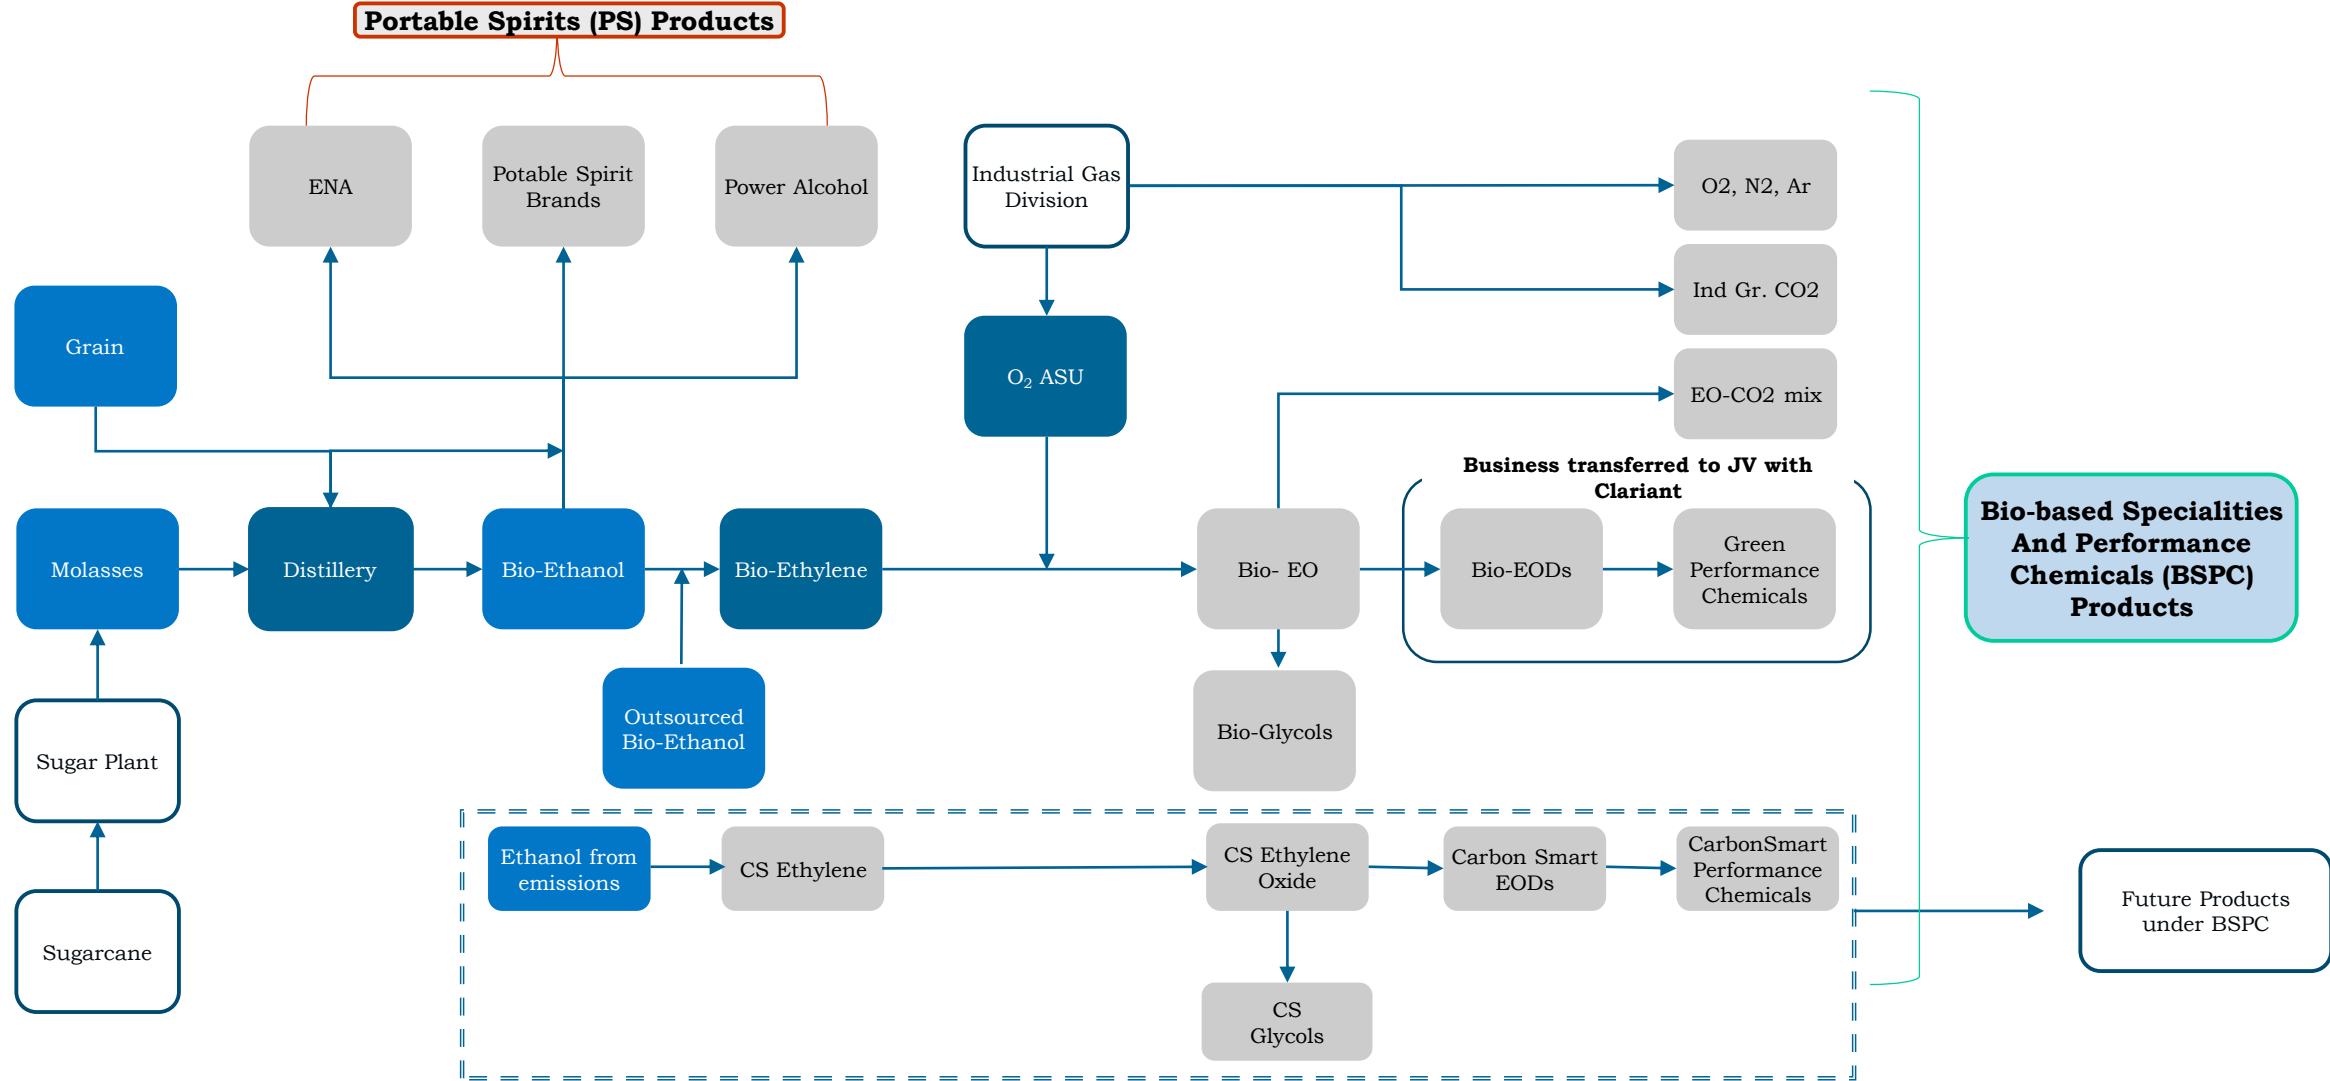 Portable Spirits (PS) Products
ENA
Potable Spirit
Brands
Power Alcohol
Industrial Gas
Division
O2, N2, Ar
Ind Gr. CO2
Grain
O₂ ASU
EO-CO2 mix
Business transferred to JV with
Clariant
Molasses
Distillery
Bio-Ethanol
Bio-Ethylene
Bio- EO
Bio-EODs
Green
Performance
Chemicals
Bio-based Specialities
And Performance
Chemicals (BSPC)
Products
Outsourced
Bio-Ethanol
Bio-Glycols
Sugar Plant
Sugarcane
Ethanol from
emissions
CS Ethylene
CS Ethylene
Oxide
Carbon Smart
EODs
CarbonSmart
Performance
Chemicals
Future Products
under BSPC
CS
Glycols